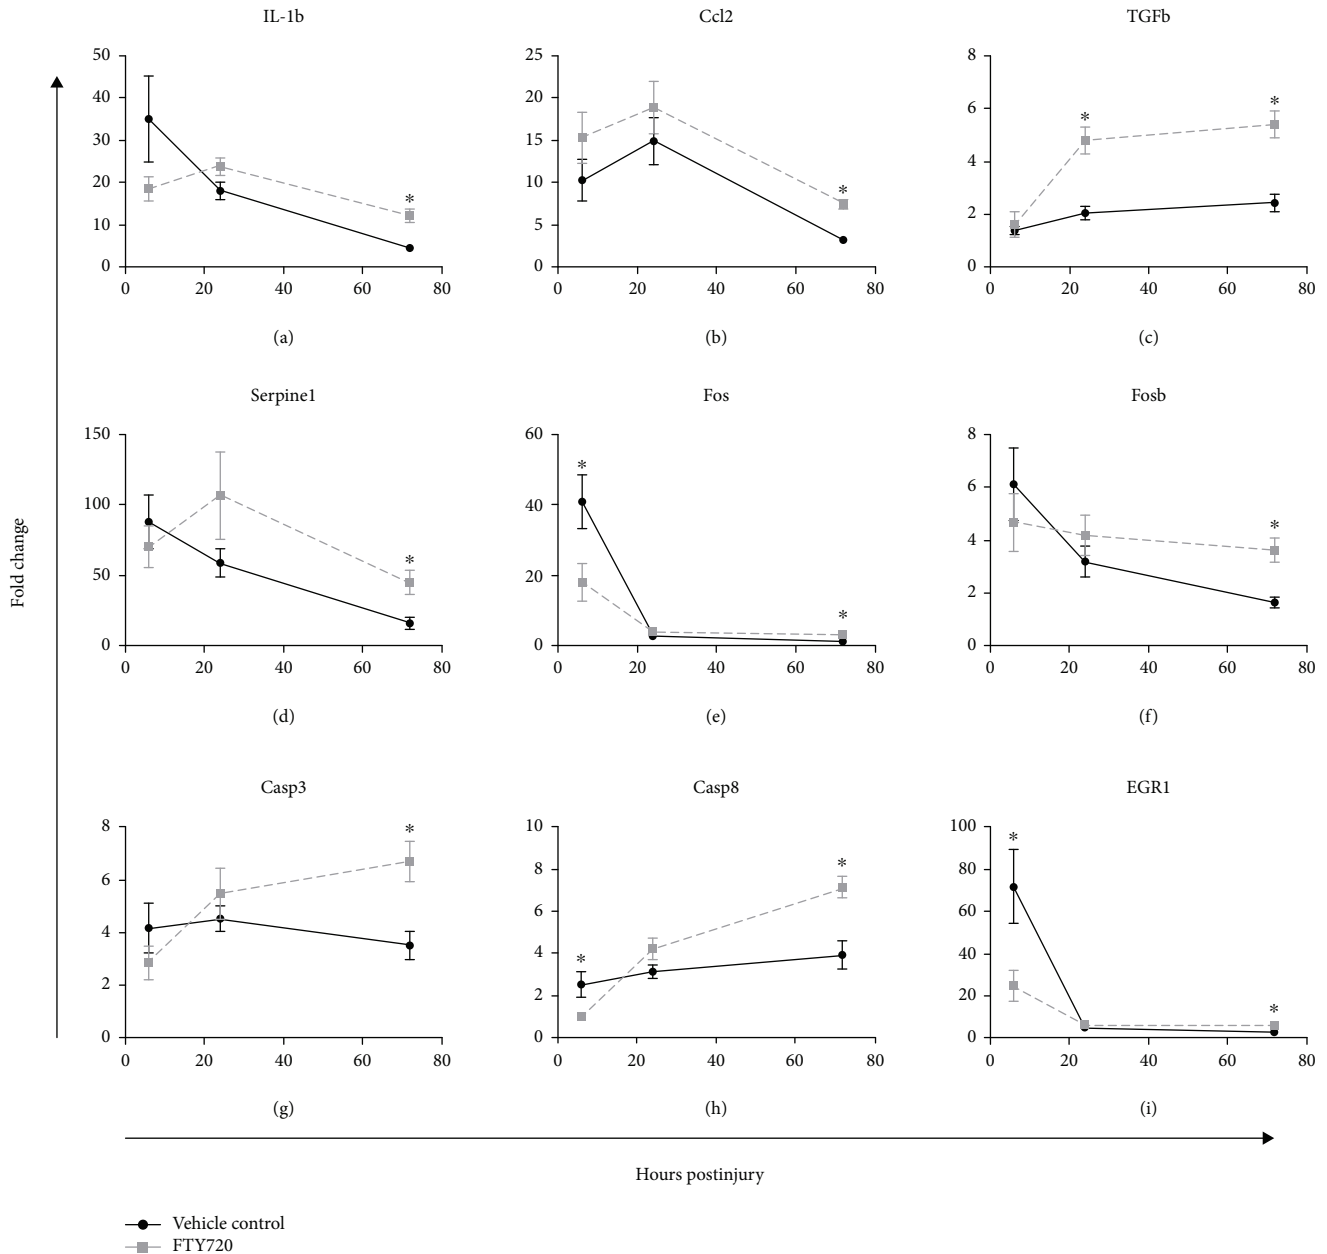 IL-1b
Ccl2
TGFb
50
40
30
20
10
0
*
0 20 40 60 80
25
20
15
10
5
0
*
0 20 40 60 80
8
6
4
2
0
* *
0 20 40 60 80
(a)
(b)
(c)
Serpine1
Fos
Fosb
150
100
50
0
*
0 20 40 60 80
60
40
20
0
* *
0 20 40 60 80
8
6
4
2
0
*
0 20 40 60 80
(d)
(e)
(f)
Casp3
Casp8
EGR1
8
6
4
2
0
*
0 20 40 60 80
10
8
6
4
2
0
* *
0 20 40 60 80
100
80
60
40
20
0
* *
0 20 40 60 80
(g)
(h)
(i)
Fold change
Hours postinjury
Vehicle control
FTY720